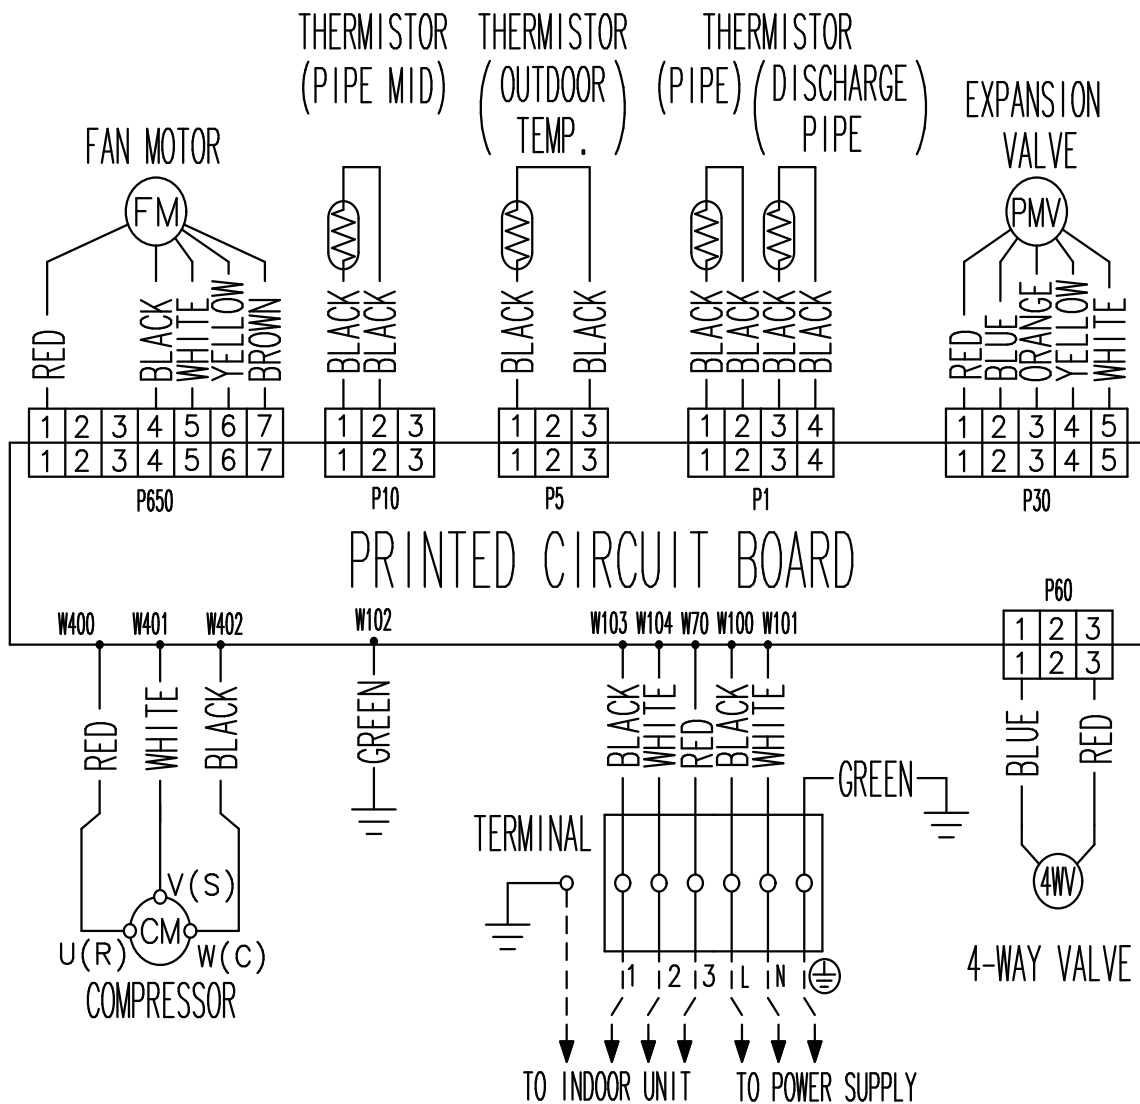 THERMISTOR THERMISTOR THERMISTOR
(PIPE MID) (OUTDOOR TEMP.) (PIPE) (DISCHARGE PIPE)
EXPANSION
VALVE
FAN MOTOR
FM
PMV
RED BLACK WHITE YELLOW BROWN
BLACK BLACK
BLACK BLACK
BLACK BLACK BLACK BLACK
RED BLUE ORANGE YELLOW WHITE
1 2 3 4 5 6 7 1 2 3 1 2 3 1 2 3 4 1 2 3 4 5
1 2 3 4 5 6 7 1 2 3 1 2 3 1 2 3 4 1 2 3 4 5
P650 P10 P5 P1 P30
PRINTED CIRCUIT BOARD
P60
W400 W401 W402 W102 W103 W104 W70 W100 W101
1 2 3
1 2 3
RED WHITE BLACK GREEN BLACK WHITE RED BLACK WHITE BLUE RED
GREEN
TERMINAL
V(S)
CM
4WV
U(R) W(C)
1 2 3 L N
COMPRESSOR
4-WAY VALVE
TO INDOOR UNIT TO POWER SUPPLY